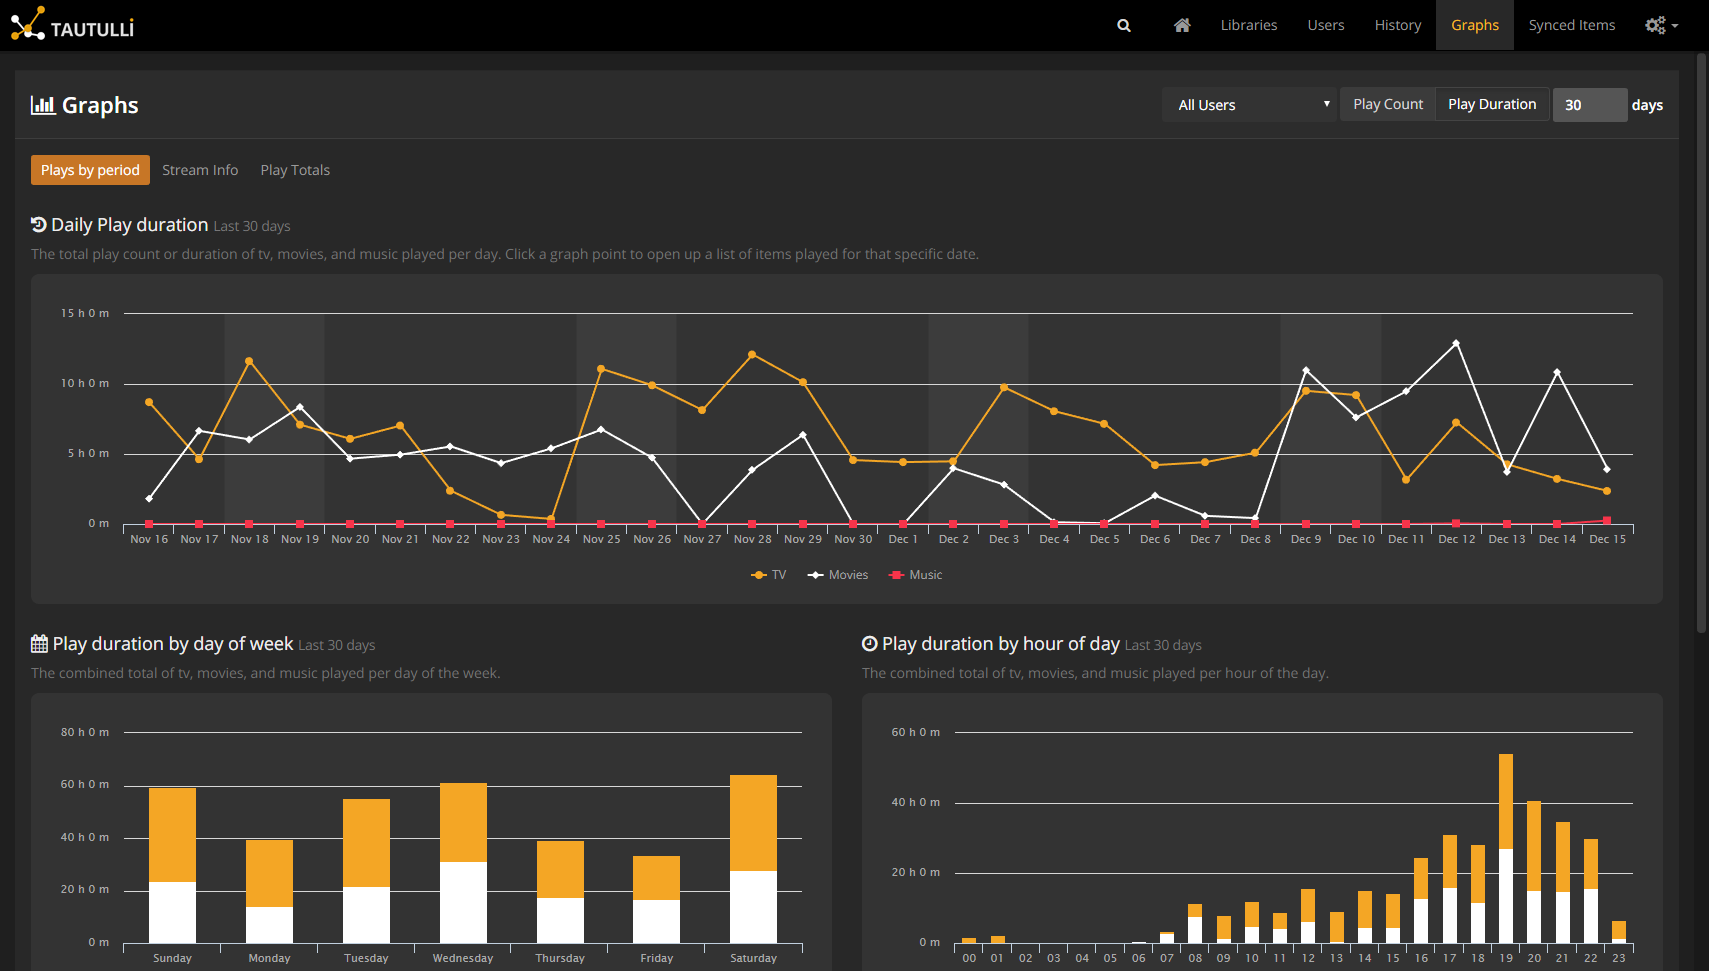 TAUTULLI
Libraries Users History Graphs Synced Items
Graphs
All Users Play Count Play Duration 30 days
Plays by period Stream Info Play Totals
Daily Play duration Last 30 days
The total play count or duration of tv, movies, and music played per day. Click a graph point to open up a list of items played for that specific date.
15 h 0 m
10 h 0 m
5 h 0 m
0 m
Nov 16 Nov 17 Nov 18 Nov 19 Nov 20 Nov 21 Nov 22 Nov 23 Nov 24 Nov 25 Nov 26 Nov 27 Nov 28 Nov 29 Nov 30 Dec 1 Dec 2 Dec 3 Dec 4 Dec 5 Dec 6 Dec 7 Dec 8 Dec 9 Dec 10 Dec 11 Dec 12 Dec 13 Dec 14 Dec 15
TV Movies Music
Play duration by day of week Last 30 days
The combined total of tv, movies, and music played per day of the week.
80 h 0 m
60 h 0 m
40 h 0 m
20 h 0 m
0 m
Sunday Monday Tuesday Wednesday Thursday Friday Saturday
Play duration by hour of day Last 30 days
The combined total of tv, movies, and music played per hour of the day.
60 h 0 m
40 h 0 m
20 h 0 m
0 m
00 01 02 03 04 05 06 07 08 09 10 11 12 13 14 15 16 17 18 19 20 21 22 23